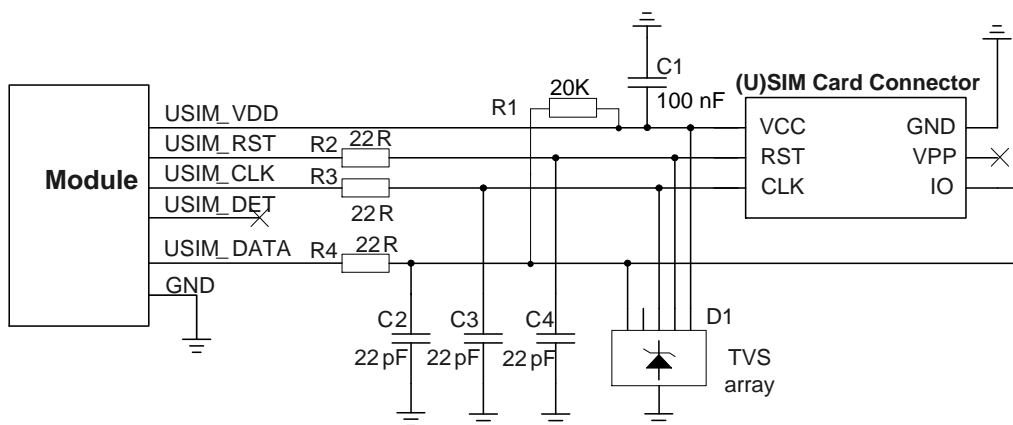 C1
100 nF
(U)SIM Card Connector
20K
R1
USIM_VDD
VCC
GND
USIM_RST
R2
22R
RST
VPP
Module
USIM_CLK
R3
22R
CLK
IO
USIM_DET
USIM_DATA
R4
22R
GND
C2
22pF
C3
22pF
C4
22pF
D1
TVS
array